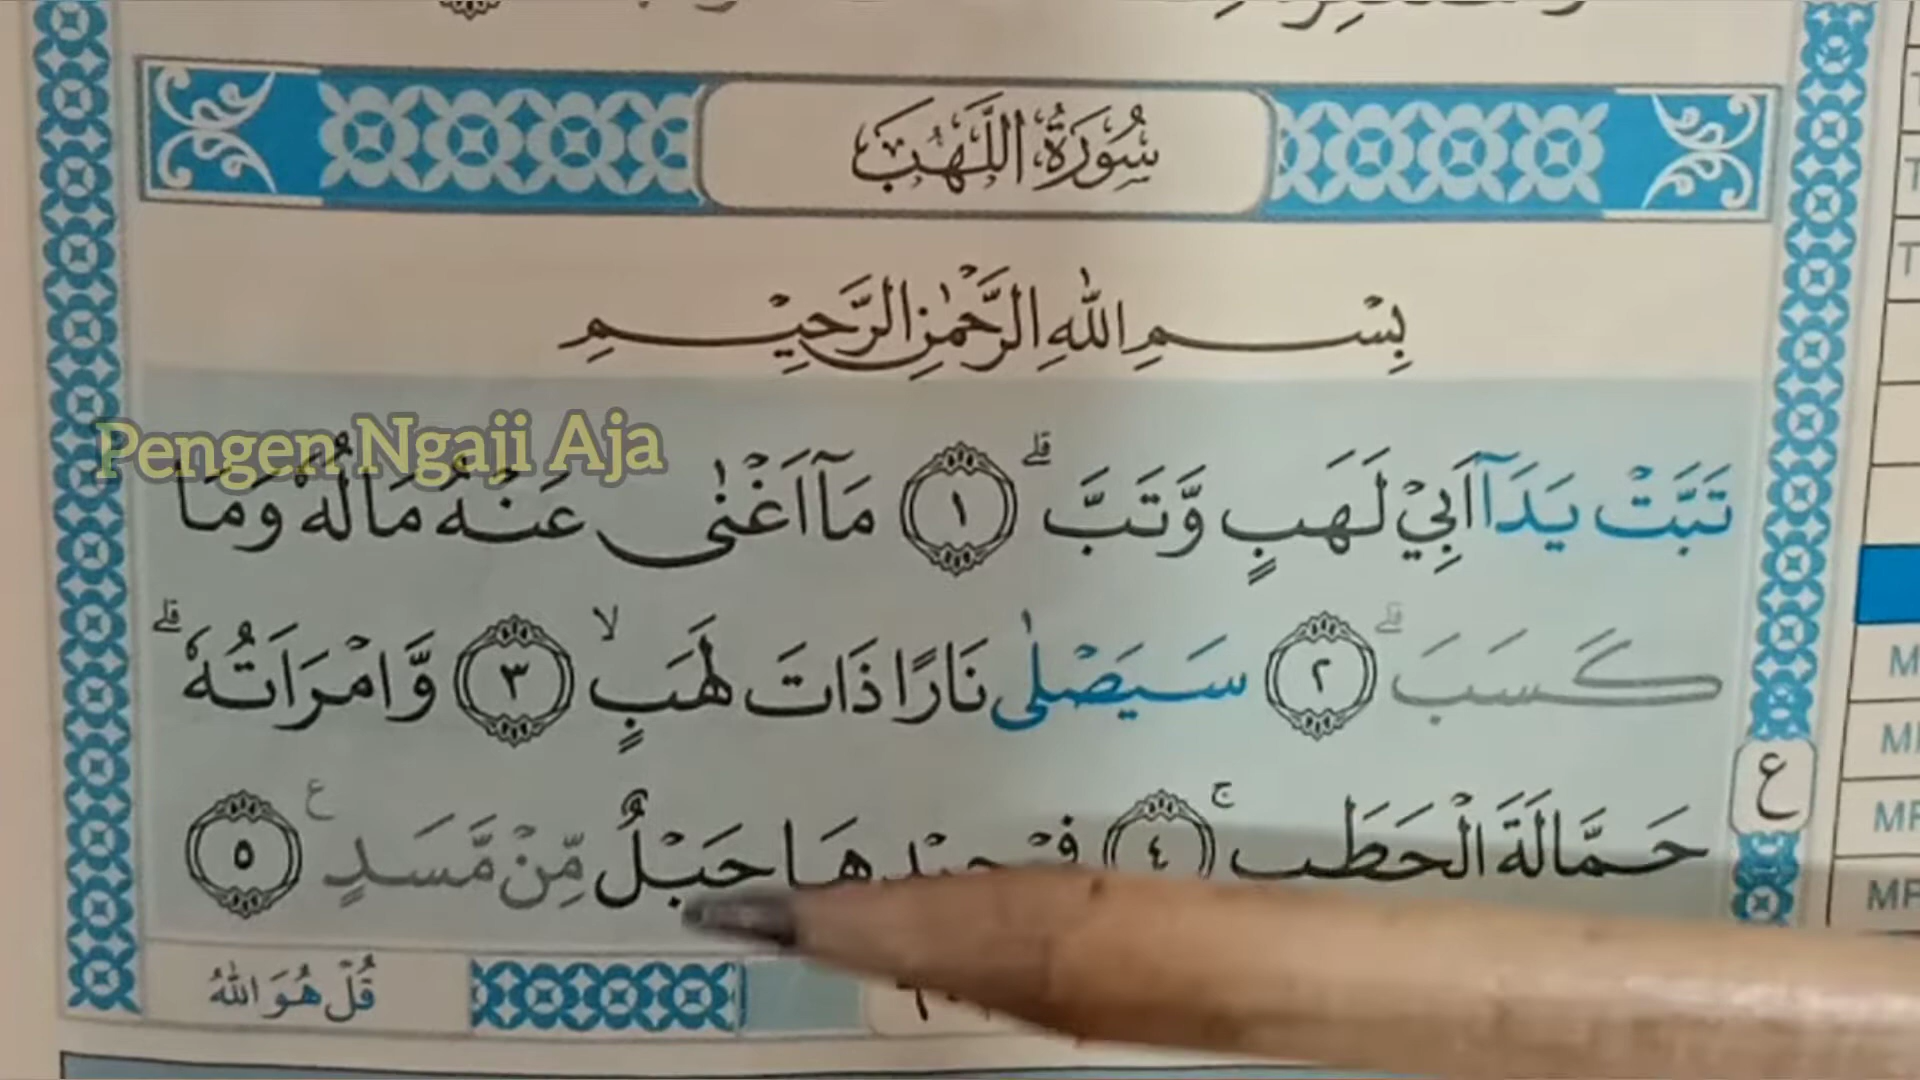 سُورَةُ اللَّهَبِ
بِسْمِ اللّٰهِ الرَّحْمٰنِ الرَّحِيْمِ
Pengen Ngaji Aja
تَبَّتْ يَدَآ اَبِيْ لَهَبٍ وَّتَبَّۗ ١ مَآ اَغْنٰى عَنْهُ مَالُهٗ وَمَا
كَسَبَۗ ٢ سَيَصْلٰى نَارًا ذَاتَ لَهَبٍۙ ٣ وَّامْرَاَتُهٗۗ
حَمَّالَةَ الْحَطَبِۚ ٤ فِيْ جِيْدِهَا حَبْلٌ مِّنْ مَّسَدٍ ࣖ ٥
ع
قُلْ هُوَ اللّٰهُ